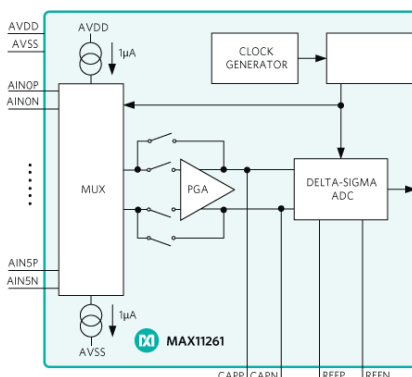 AVDD
AVSS
AIN0P
AIN0N
AIN5P
AIN5N
AVDD
1µA
MUX
1µA
AVSS
CLOCK
GENERATOR
PGA
DELTA-SIGMA
ADC
MAX11261
CAPP
CAPN
REFP
REFN